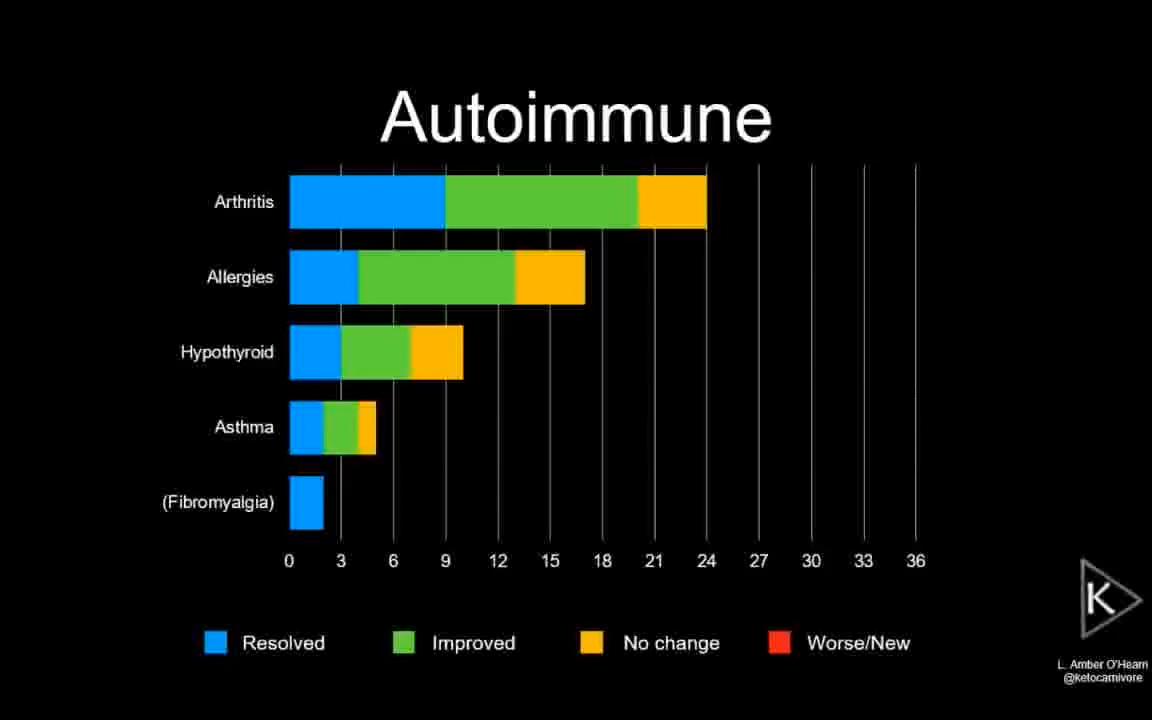 Autoimmune
Arthritis
Allergies
Hypothyroid
Asthma
(Fibromyalgia)
0 3 6 9 12 15 18 21 24 27 30 33 36
Resolved Improved No change Worse/New
K
L. Amber O'Hearn
@ketocarnivore